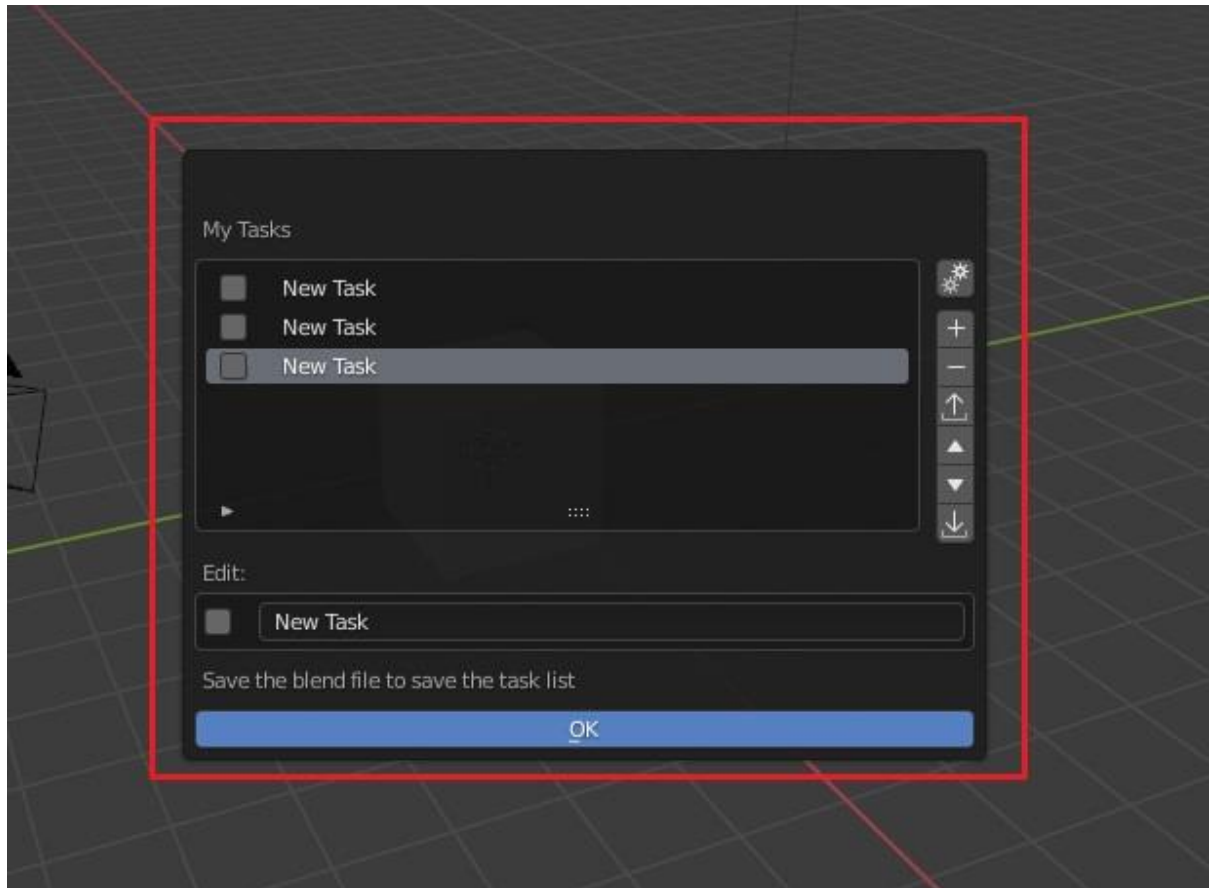 My Tasks
New Task
New Task
New Task
Edit:
New Task
Save the blend file to save the task list
OK